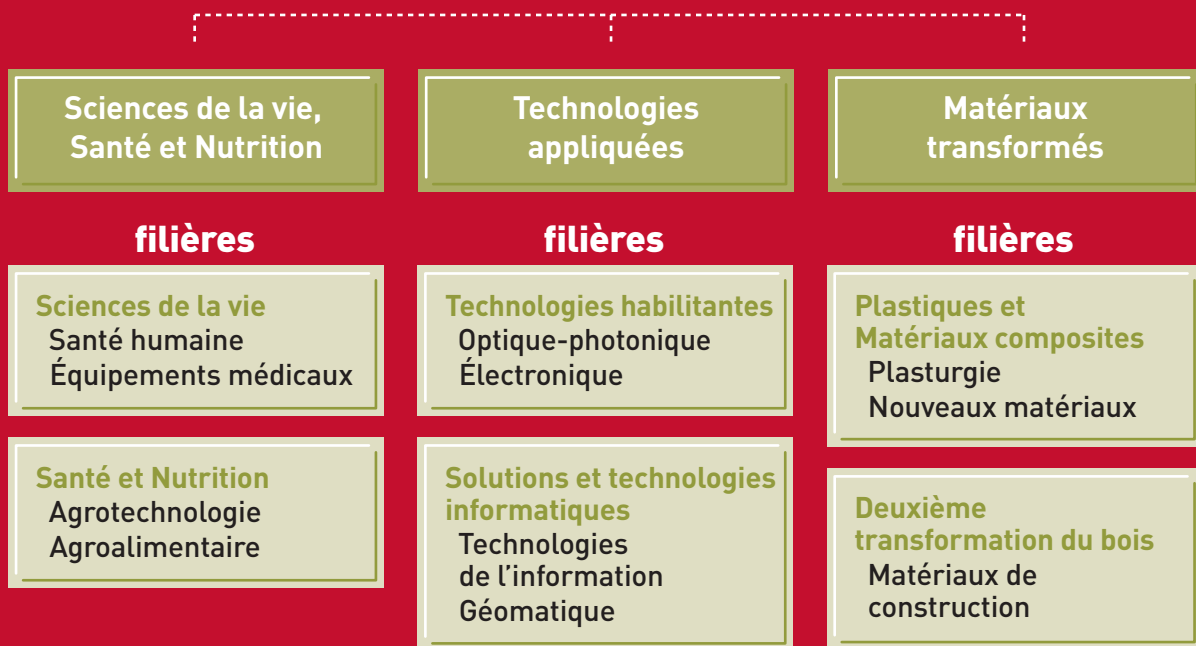 Sciences de la vie,
Santé et Nutrition
filières
Sciences de la vie
Santé humaine
Équipements médicaux
Santé et Nutrition
Agrotechnologie
Agroalimentaire
Technologies
appliquées
filières
Technologies habilitantes
Optique-photonique
Électronique
Solutions et technologies
informatiques
Technologies
de l’information
Géomatique
Matériaux
transformés
filières
Plastiques et
Matériaux composites
Plasturgie
Nouveaux matériaux
Deuxième
transformation du bois
Matériaux de
construction